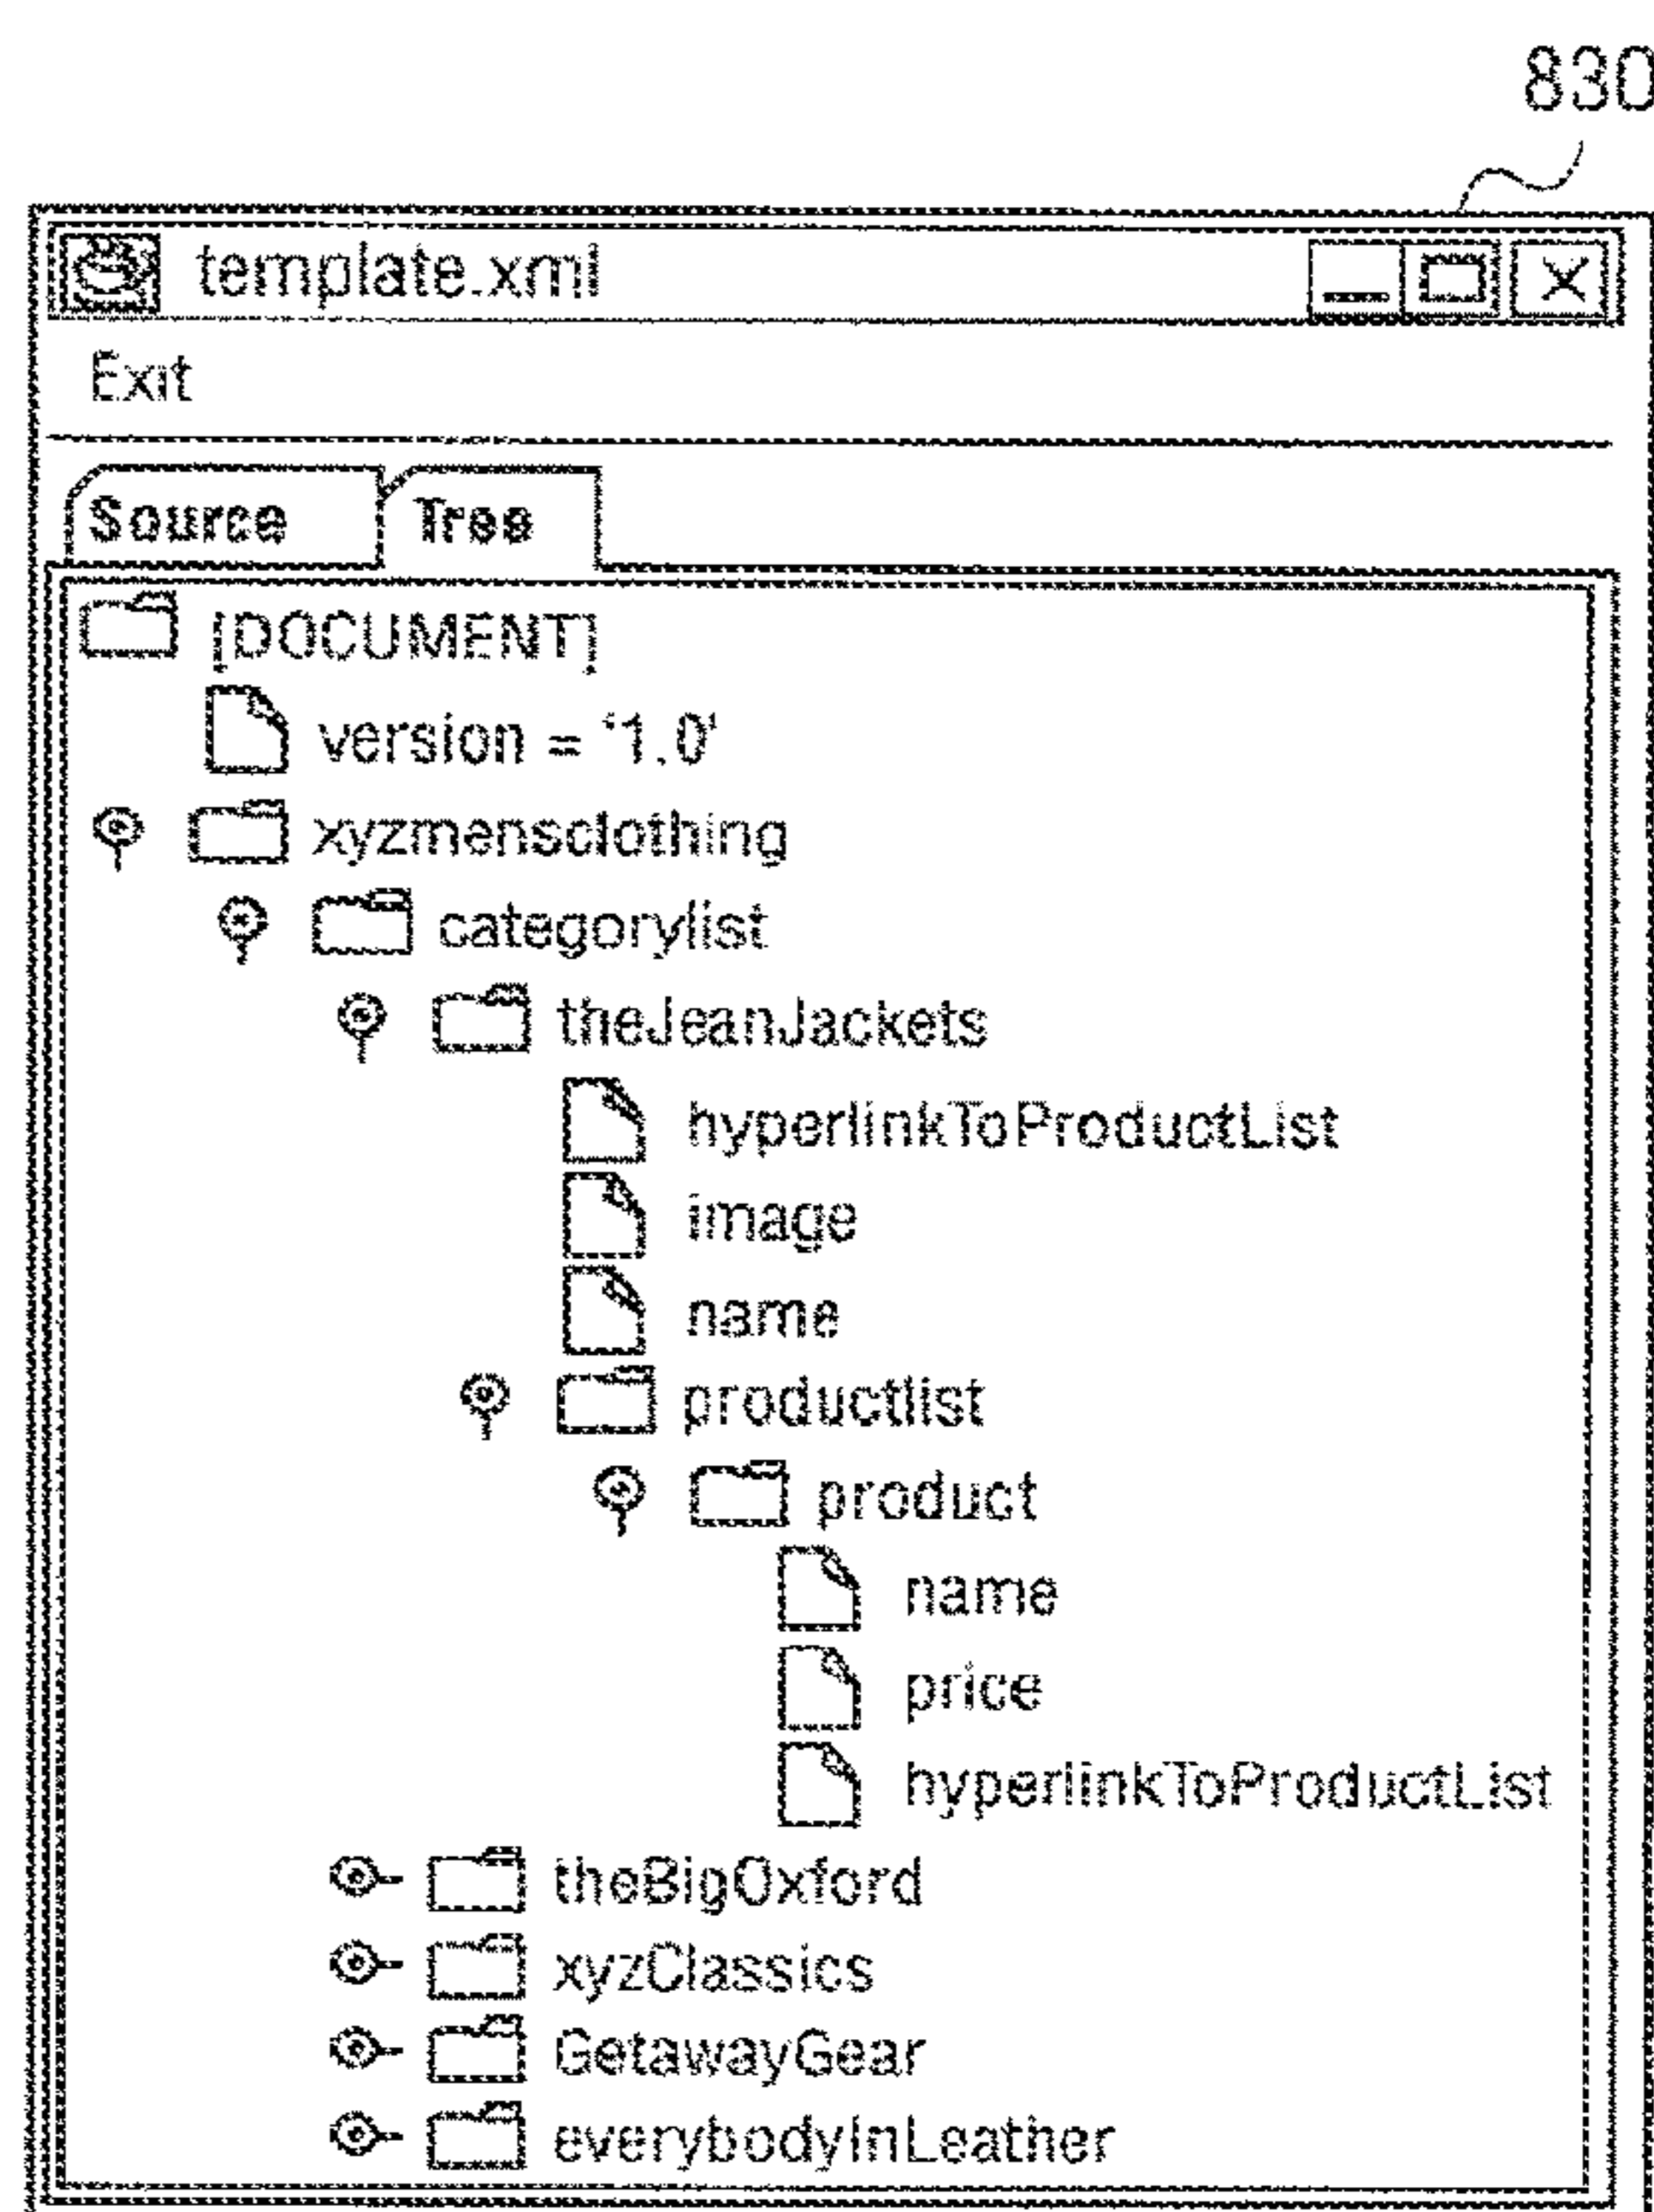 830
template.xml
Exit
Source Tree
[DOCUMENT]
version = '1.0'
xyzmensclothing
categorylist
theJeanJackets
hyperlinkToProductList
image
name
productlist
product
name
price
hyperlinkToProductList
theBigOxford
xyzClassics
GetawayGear
everybodyInLeather